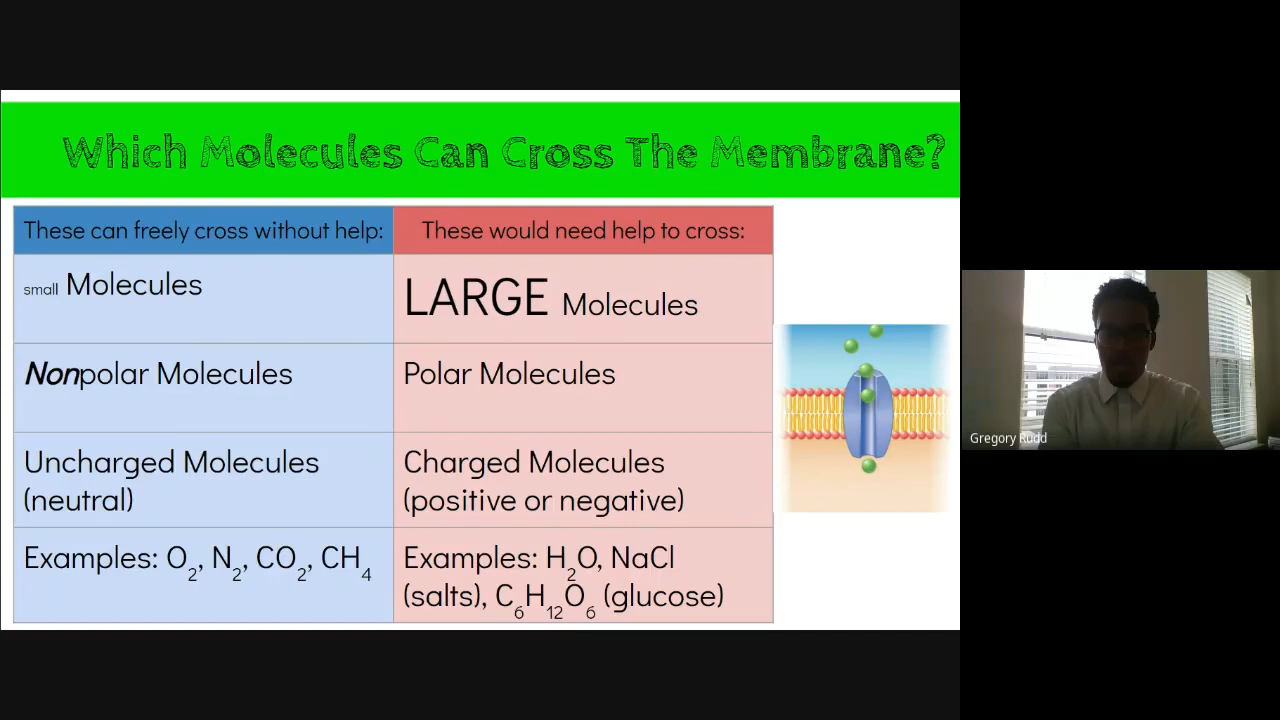 Which Molecules Can Cross The Membrane?
These can freely cross without help:
These would need help to cross:
small Molecules
LARGE Molecules
Nonpolar Molecules
Polar Molecules
Uncharged Molecules
(neutral)
Charged Molecules
(positive or negative)
Examples: O₂, N₂, CO₂, CH₄
Examples: H₂O, NaCl
(salts), C₆H₁₂O₆ (glucose)
Gregory Rudd